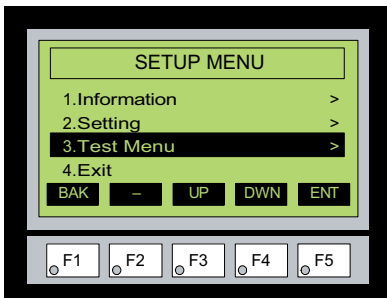 SETUP MENU
1.Information >
2.Setting >
3.Test Menu >
4.Exit
BAK – UP DWN ENT
F1 F2 F3 F4 F5